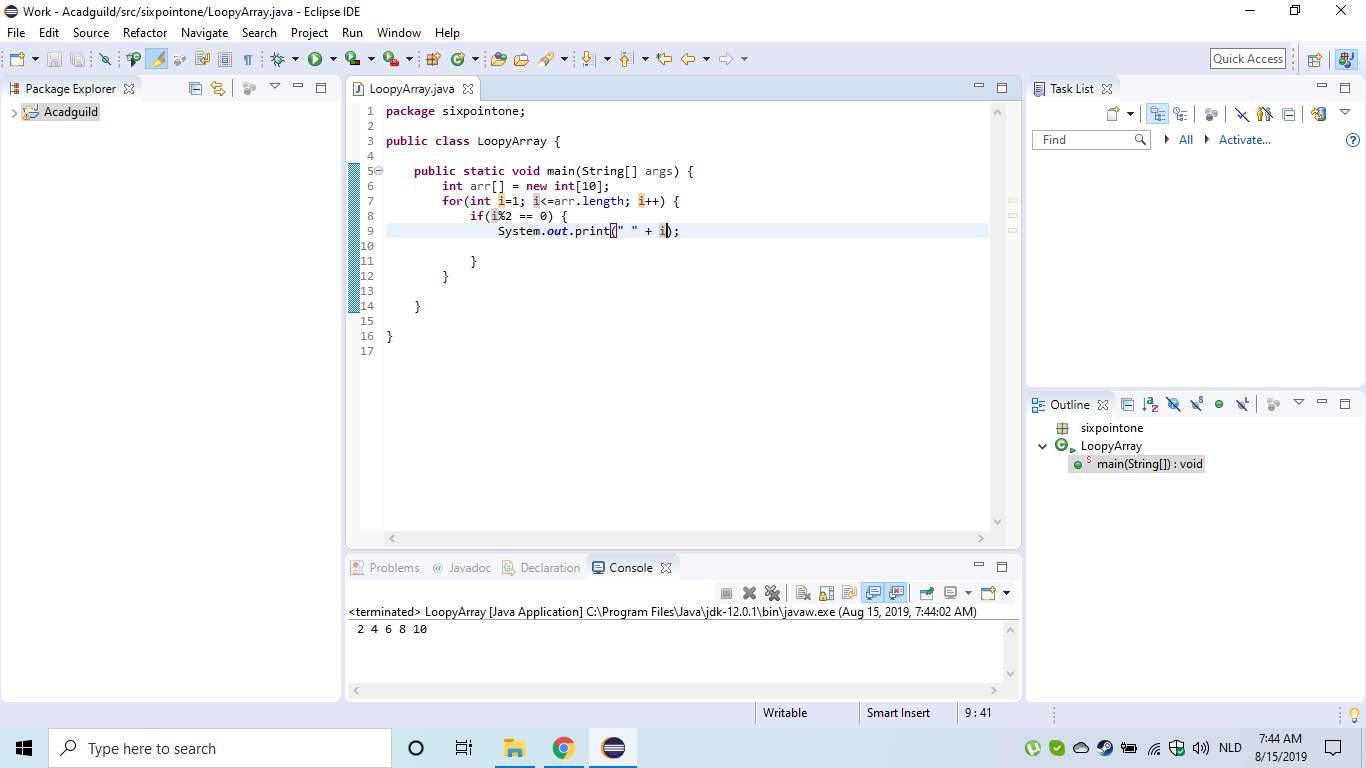 Work - Acadguild/src/sixpointone/LoopyArray.java - Eclipse IDE
File Edit Source Refactor Navigate Search Project Run Window Help
Quick Access
Package Explorer
Acadguild
LoopyArray.java
1 package sixpointone;
2
3 public class LoopyArray {
4
5 public static void main(String[] args) {
6 int arr[] = new int[10];
7 for(int i=1; i<=arr.length; i++) {
8 if(i%2 == 0) {
9 System.out.print(" " + i);
10
11 }
12 }
13
14 }
15
16 }
17
Task List
Find
All
Activate...
Outline
sixpointone
LoopyArray
main(String[]) : void
Problems @ Javadoc Declaration Console
<terminated> LoopyArray [Java Application] C:\Program Files\Java\jdk-12.0.1\bin\javaw.exe (Aug 15, 2019, 7:44:02 AM)
2 4 6 8 10
Writable Smart Insert 9 : 41
Type here to search
NLD
7:44 AM
8/15/2019